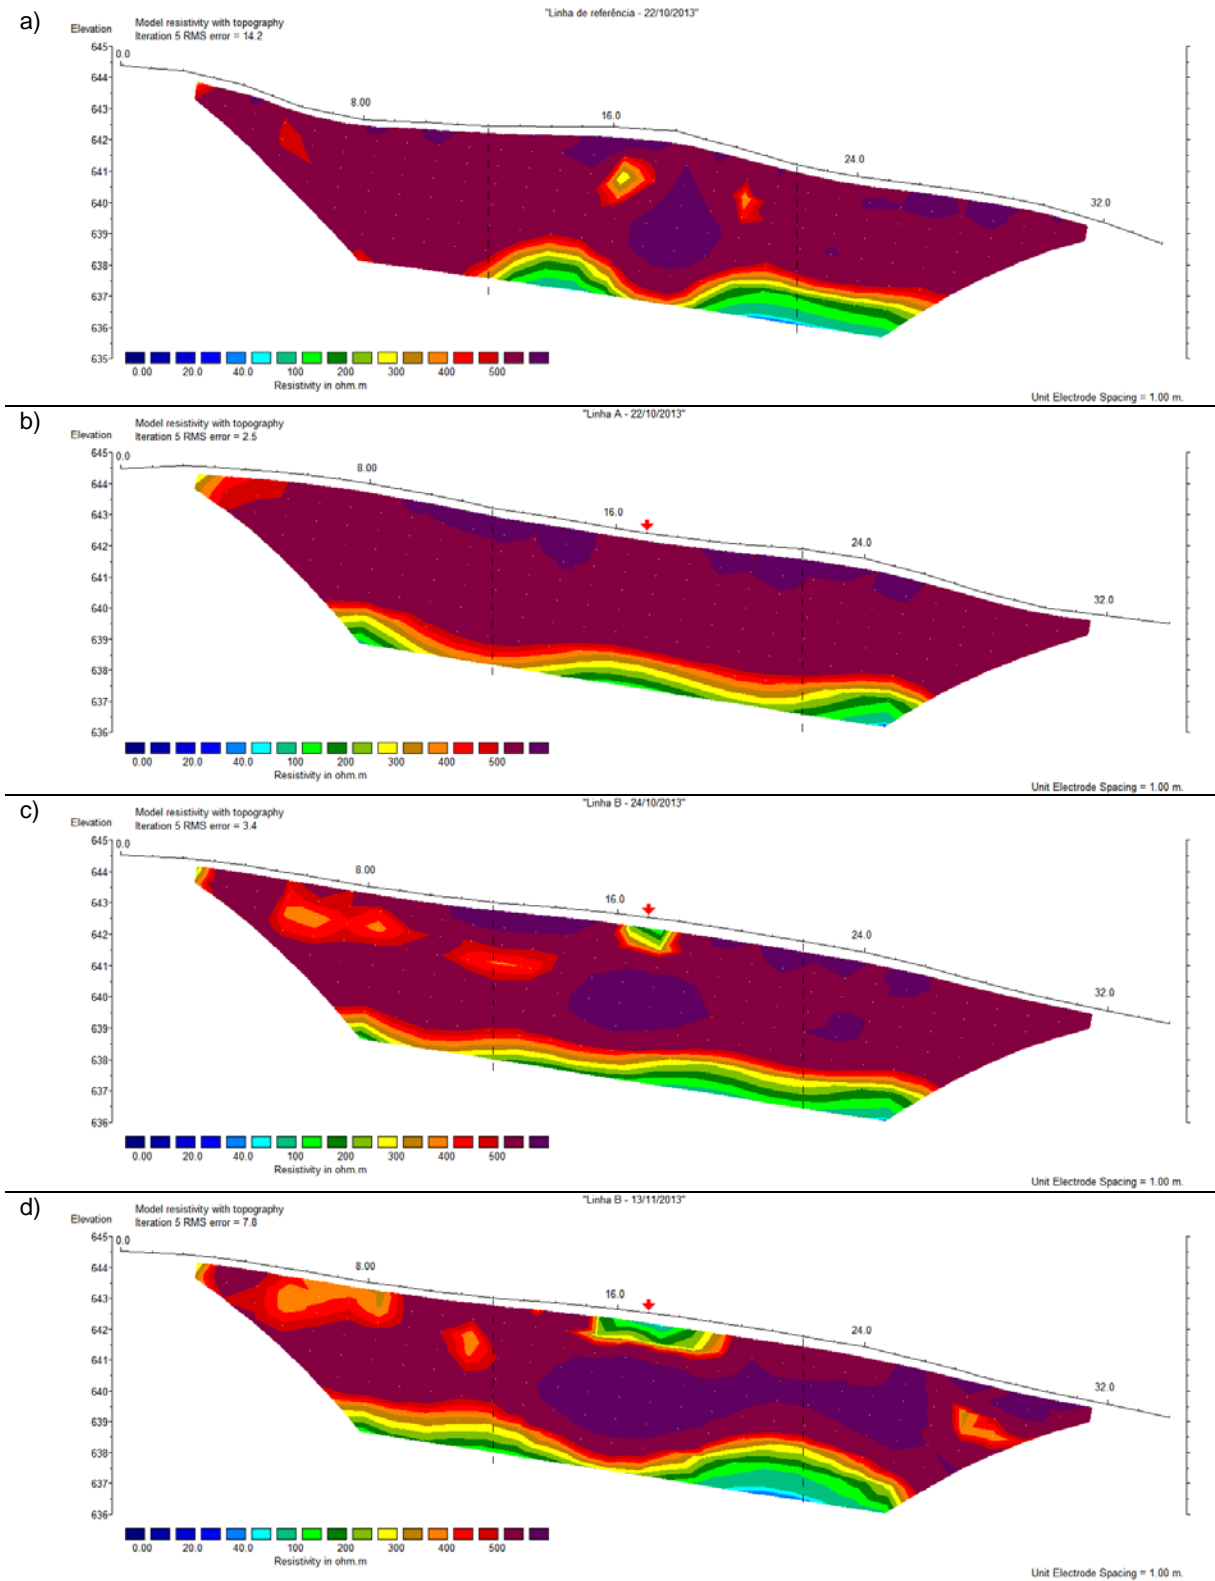 a)
"Linha de referência - 22/10/2013"
Model resistivity with topography
Elevation
Iteration 5 RMS error = 14.2
645
0.0
644
643
8.00
16.0
642
641
24.0
640
32.0
639
638
637
636
635
0.00 20.0 40.0 100 200 300 400 500
Resistivity in ohm.m
Unit Electrode Spacing = 1.00 m.
b)
"Linha A - 22/10/2013"
Model resistivity with topography
Elevation
Iteration 5 RMS error = 2.5
645
0.0
8.00
644
643
16.0
642
24.0
641
640
32.0
639
638
637
636
0.00 20.0 40.0 100 200 300 400 500
Resistivity in ohm.m
Unit Electrode Spacing = 1.00 m.
c)
"Linha B - 24/10/2013"
Model resistivity with topography
Elevation
Iteration 5 RMS error = 3.4
645
0.0
644
8.00
643
16.0
642
24.0
641
640
32.0
639
638
637
636
0.00 20.0 40.0 100 200 300 400 500
Resistivity in ohm.m
Unit Electrode Spacing = 1.00 m.
d)
"Linha B - 13/11/2013"
Model resistivity with topography
Elevation
Iteration 5 RMS error = 7.8
645
0.0
644
8.00
643
16.0
642
24.0
641
640
32.0
639
638
637
636
0.00 20.0 40.0 100 200 300 400 500
Resistivity in ohm.m
Unit Electrode Spacing = 1.00 m.